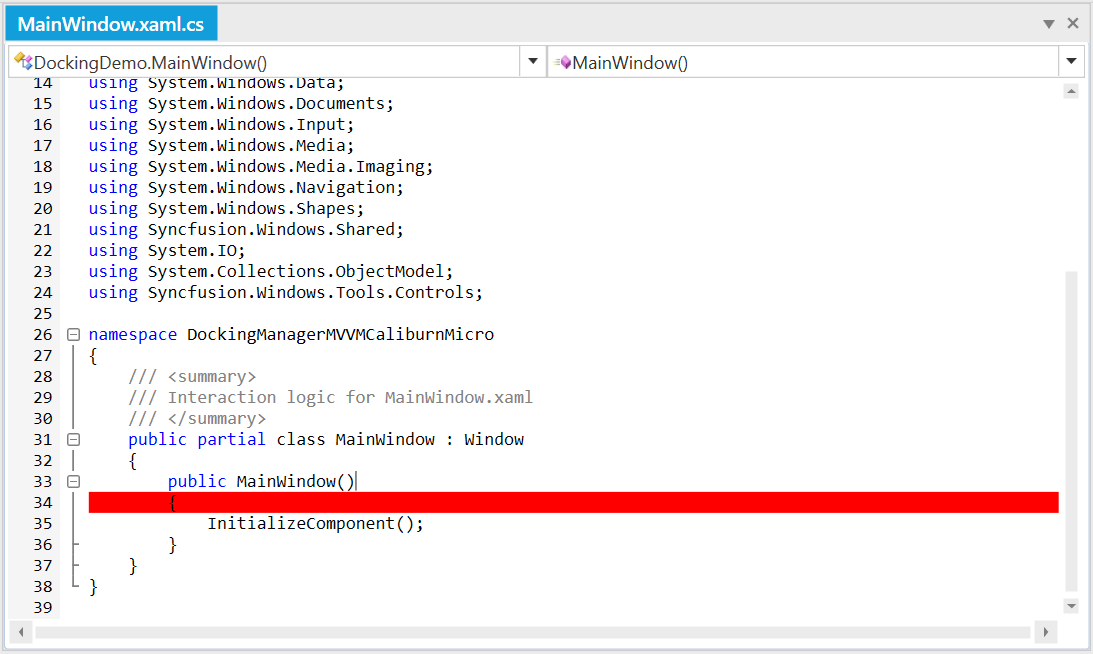 MainWindow.xaml.cs
DockingDemo.MainWindow() MainWindow()
14 using System.Windows.Data;
15 using System.Windows.Documents;
16 using System.Windows.Input;
17 using System.Windows.Media;
18 using System.Windows.Media.Imaging;
19 using System.Windows.Navigation;
20 using System.Windows.Shapes;
21 using Syncfusion.Windows.Shared;
22 using System.IO;
23 using System.Collections.ObjectModel;
24 using Syncfusion.Windows.Tools.Controls;
25
26 namespace DockingManagerMVVMCaliburnMicro
27 {
28 /// <summary>
29 /// Interaction logic for MainWindow.xaml
30 /// </summary>
31 public partial class MainWindow : Window
32 {
33 public MainWindow()
34 {
35 InitializeComponent();
36 }
37 }
38 }
39